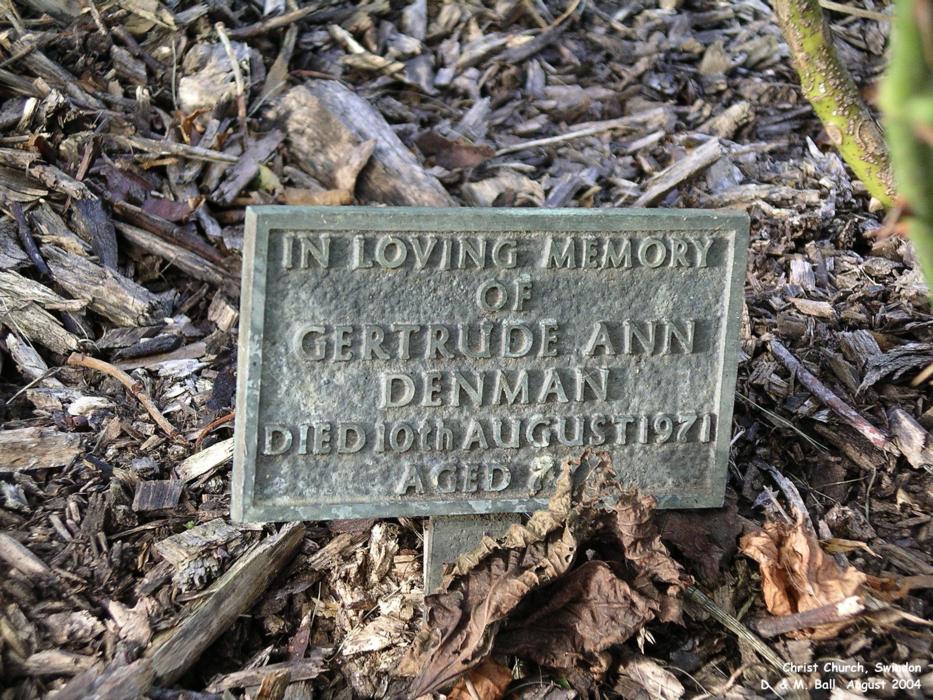 IN LOVING MEMORY
OF
GERTRUDE ANN
DENMAN
DIED 10th AUGUST 1971
AGED
Christ Church, Swindon
D. & M. Ball, August 2004